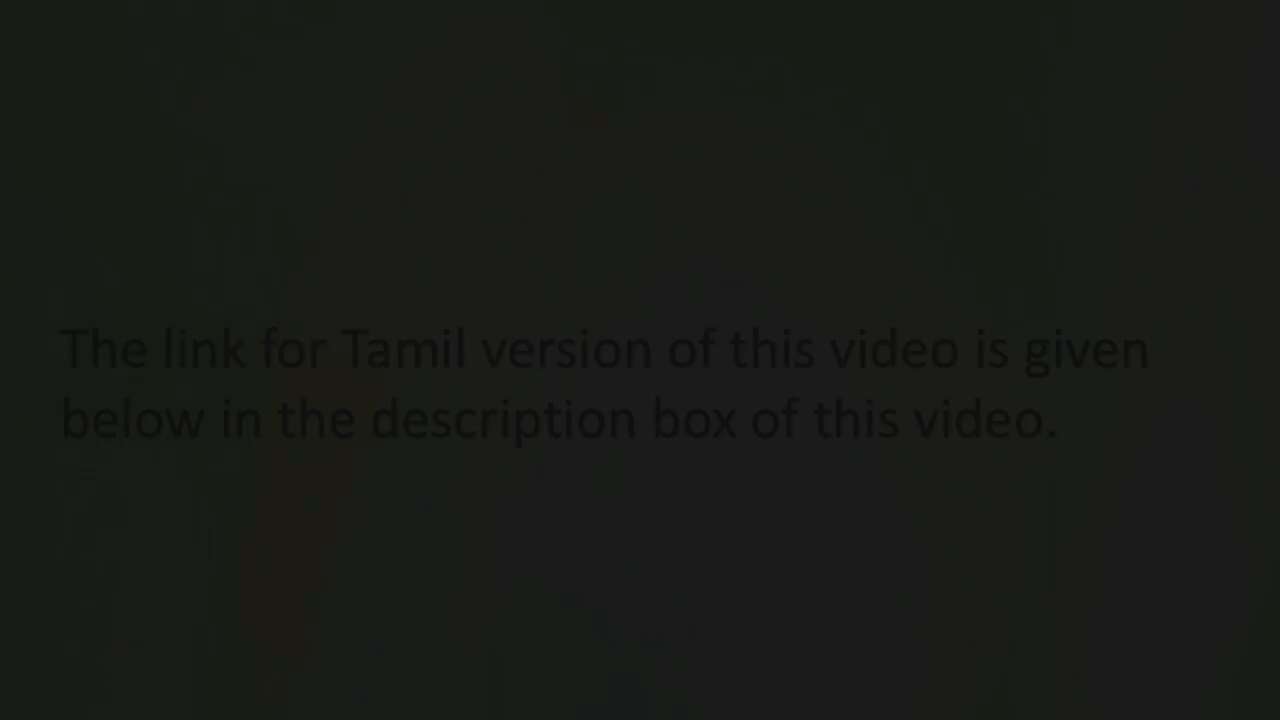 The link for Tamil version of this video is given
below in the description box of this video.